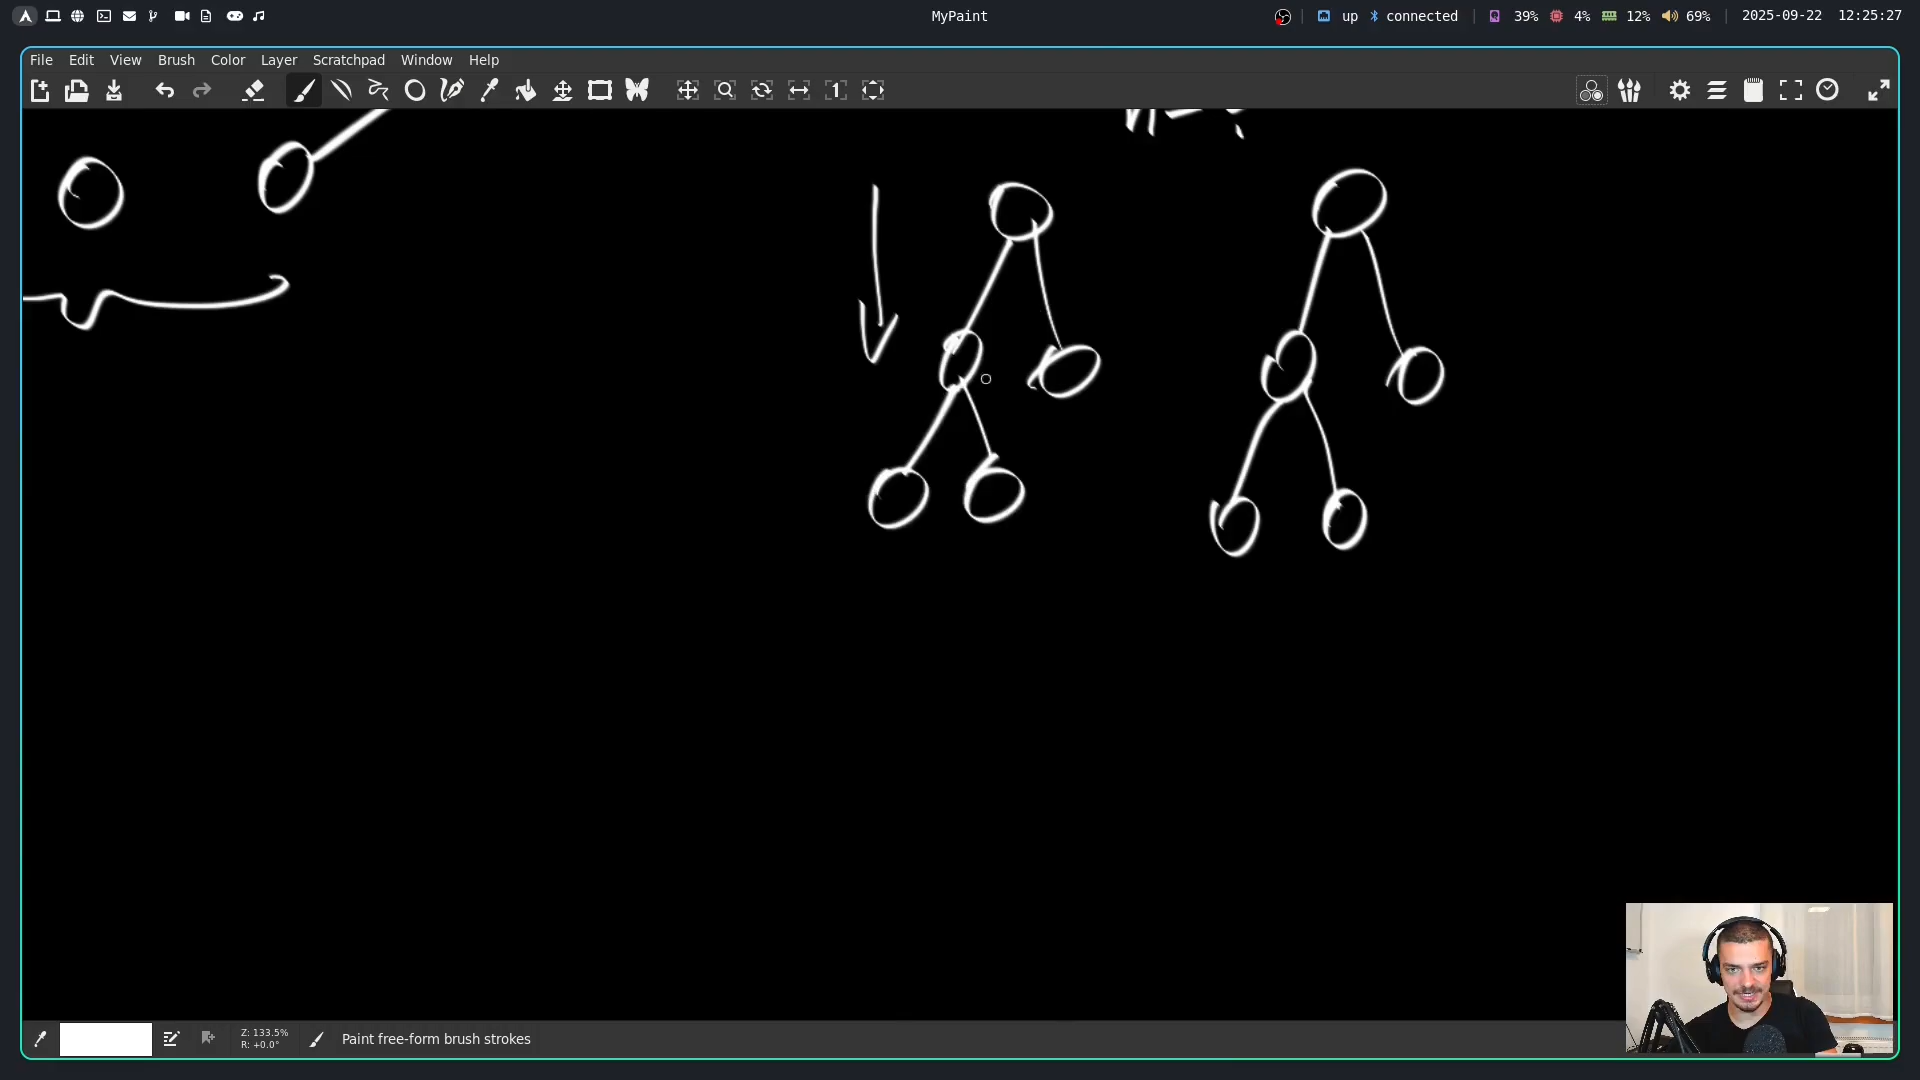 MyPaint
up
connected
39%
4%
12%
69%
2025-09-22 12:25:27
File Edit View Brush Color Layer Scratchpad Window Help
1
Z: 133.5%
R: +0.0°
Paint free-form brush strokes